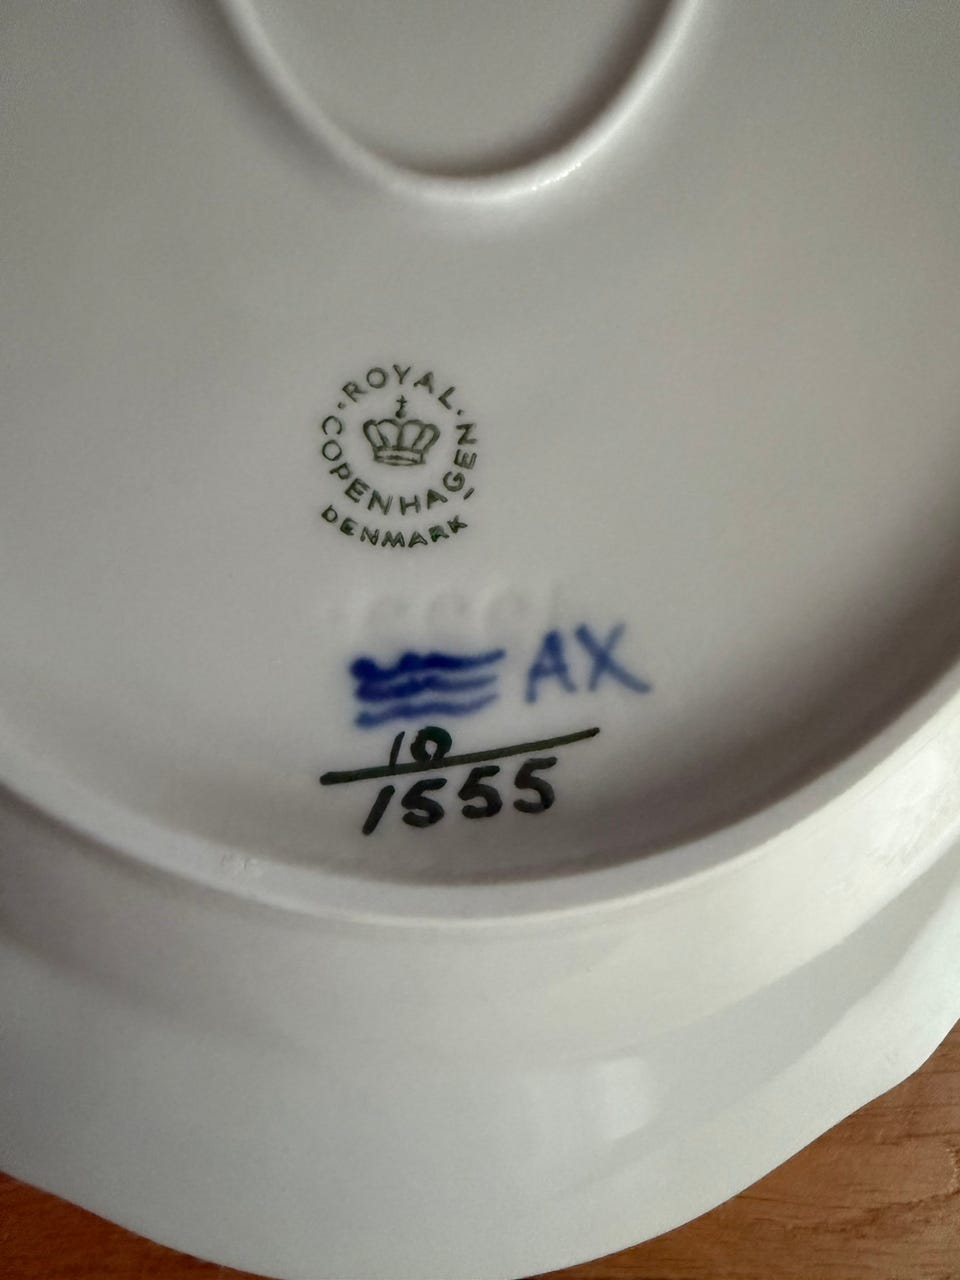 · ROYAL ·
COPENHAGEN
DENMARK
AX
10
1555